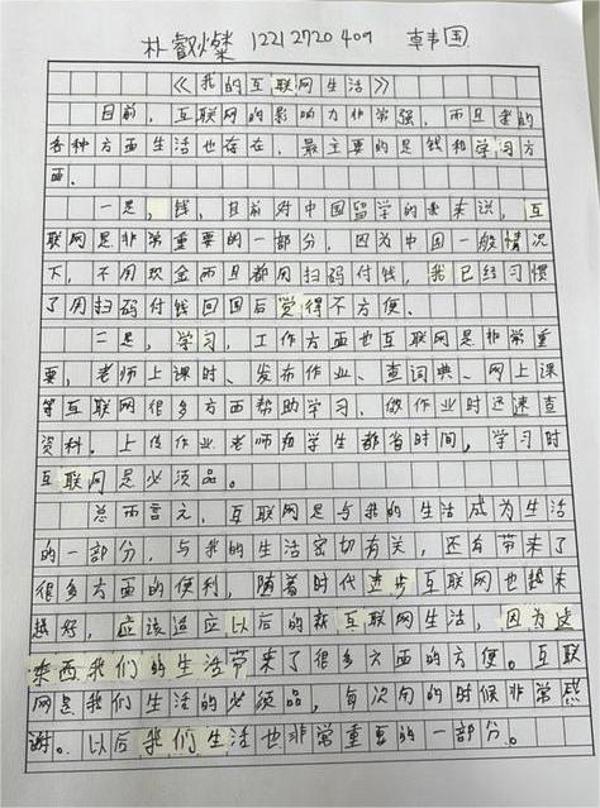 朴叡燦 12212720409 韩国
《我的互联网生活》
目前，互联网的影响力非常强，而且我的
各种方面生活也存在，最主要的是钱和学习方
面.
一是，钱，目前对中国留学的我来说，互
联网是非常重要的一部分，因为中国一般情况
下，不用现金而且都用扫码付钱，我已经习惯
了用扫码付钱回国后觉得不方便.
二是，学习，工作方面也互联网是非常重
要，老师上课时、发布作业、查词典、网上课
等互联网很多方面帮助学习，做作业时迅速查
资料，上传作业老师和学生都省时间，学习时
互联网是必须品。
总而言之，互联网是与我的生活成为生活
的一部分，与我的生活密切有关，还有带来了
很多方面的便利，随着时代进步互联网也越来
越好，应该适应以后的新互联网生活，因为这
东西我们的生活带来了很多方面的方便。互联
网是我们生活的必须品，每次用的时候非常感
谢。以后我们生活也非常重要的一部分。